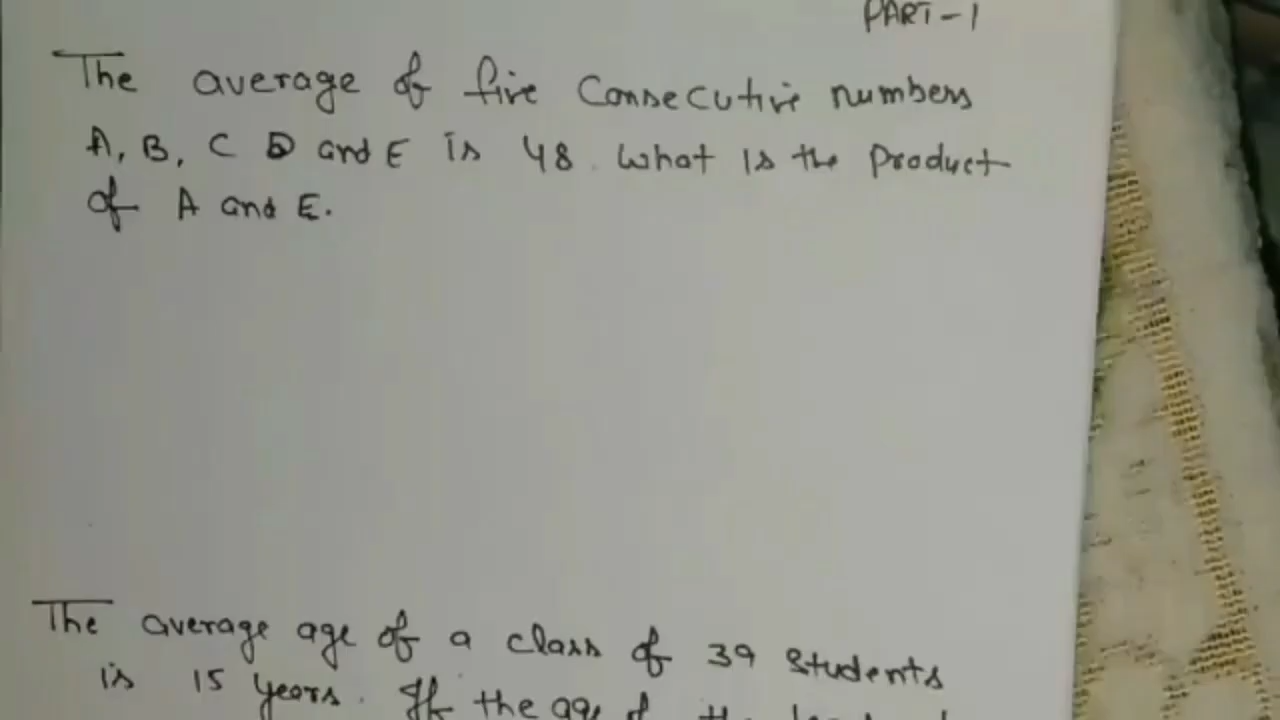 PART-1
The average of five Consecutive numbers
A, B, C D and E is 48. What is the Product
of A and E.
The average age of a class of 39 students
is 15 years. If the age of the